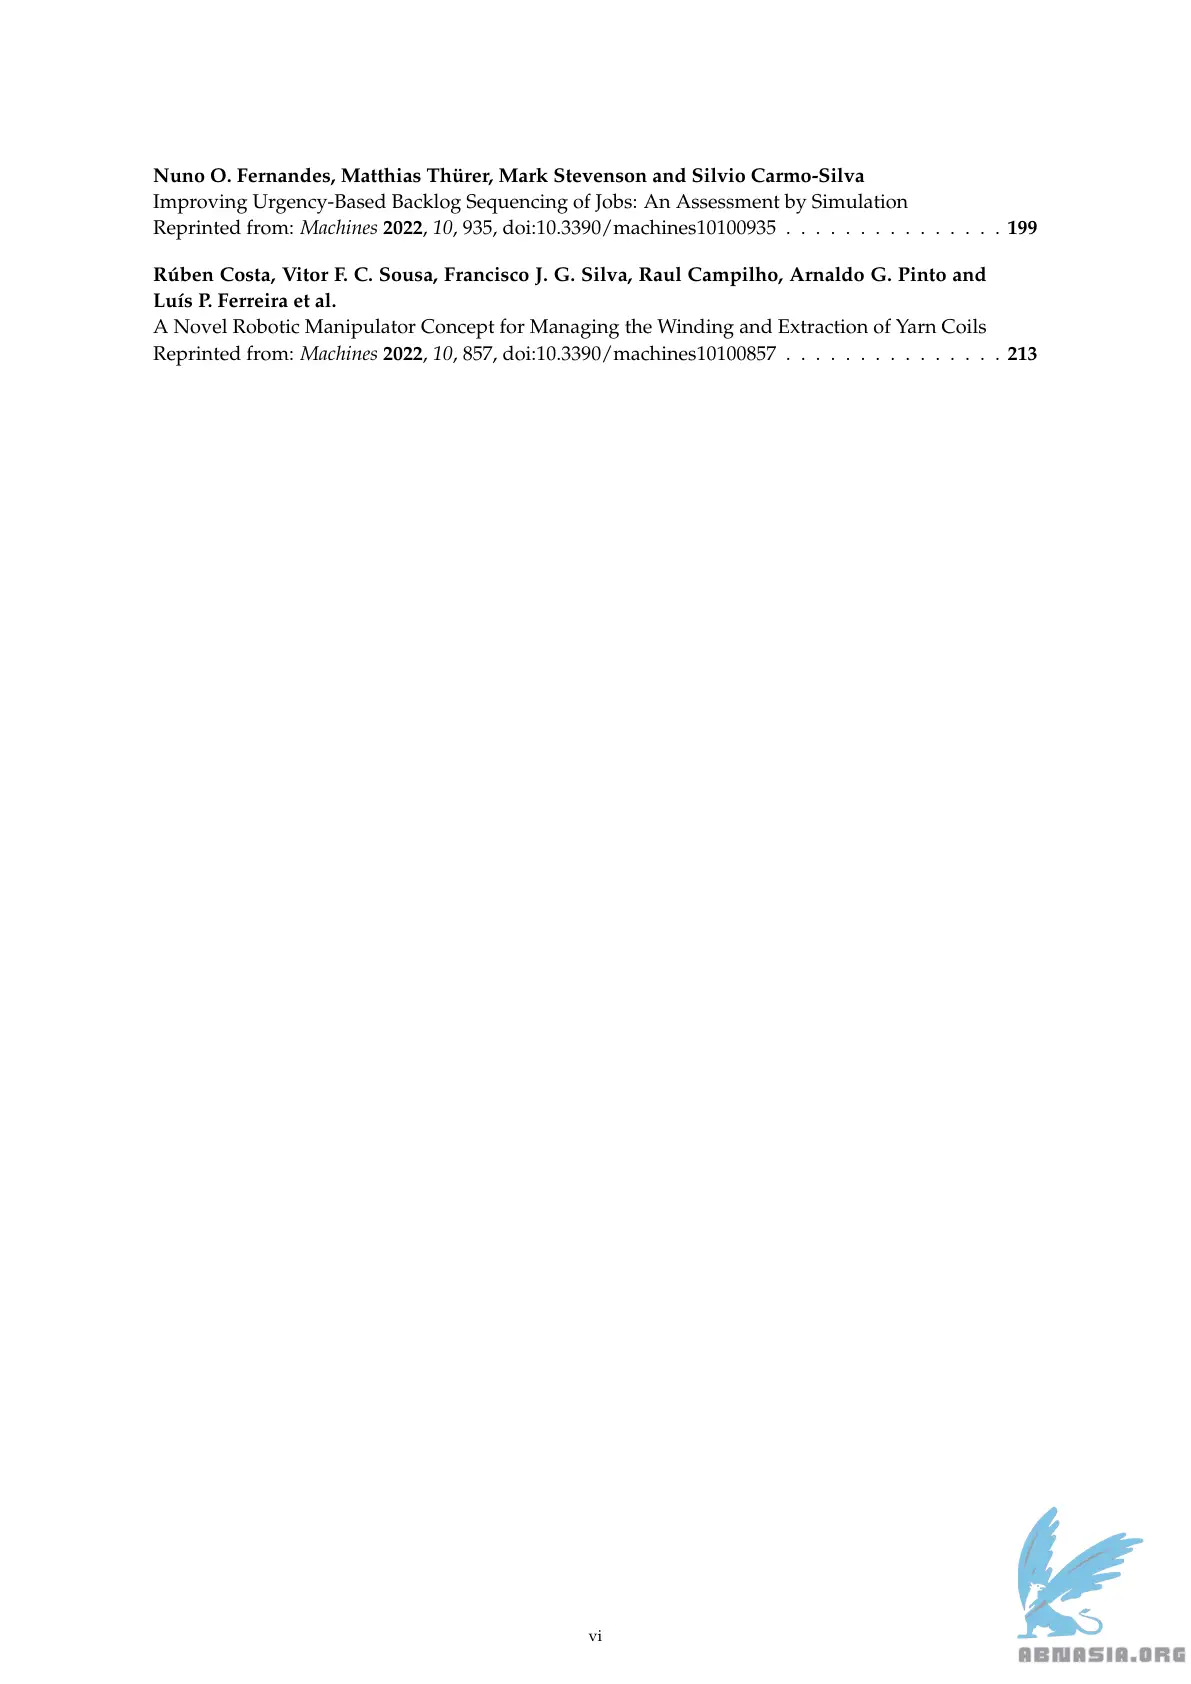 Nuno O. Fernandes, Matthias Thürer, Mark Stevenson and Silvio Carmo-Silva
Improving Urgency-Based Backlog Sequencing of Jobs: An Assessment by Simulation
Reprinted from: Machines 2022, 10, 935, doi:10.3390/machines10100935 . . . . . . . . . . . . . . . 199
Rúben Costa, Vitor F. C. Sousa, Francisco J. G. Silva, Raul Campilho, Arnaldo G. Pinto and
Luís P. Ferreira et al.
A Novel Robotic Manipulator Concept for Managing the Winding and Extraction of Yarn Coils
Reprinted from: Machines 2022, 10, 857, doi:10.3390/machines10100857 . . . . . . . . . . . . . . . 213
vi
ABNASIA.ORG